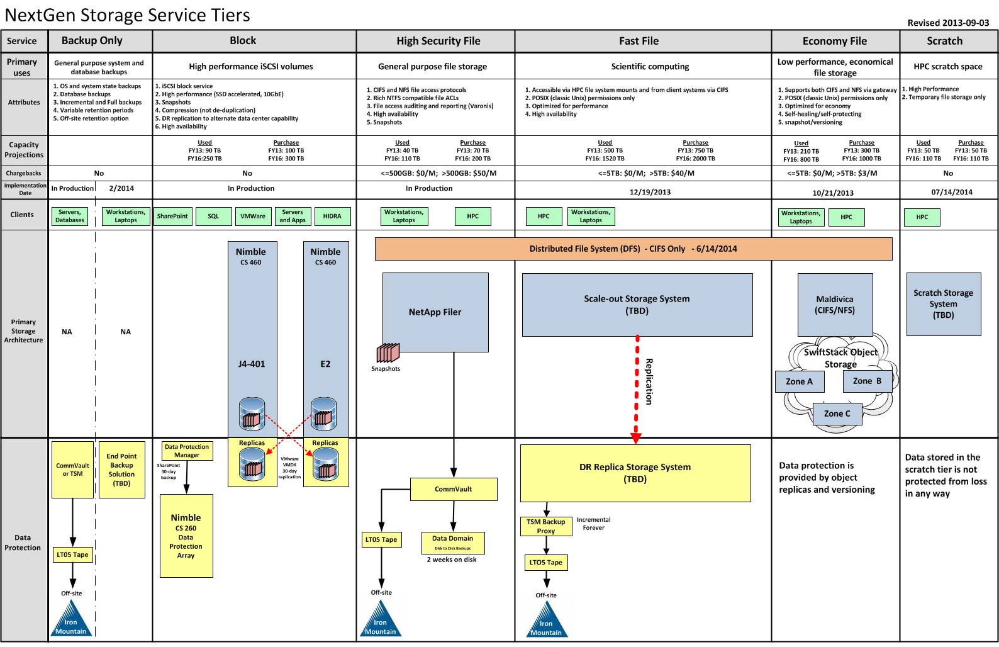 NextGen Storage Service Tiers
Revised 2013-09-03
Service
Backup Only
Block
High Security File
Fast File
Economy File
Scratch
Primary
uses
General purpose system and
database backups
High performance iSCSI volumes
General purpose file storage
Scientific computing
Low performance, economical
file storage
HPC scratch space
Attributes
1. OS and system state backups
2. Database backups
3. Incremental and Full backups
4. Variable retention periods
5. Off-site retention option
1. iSCSI block service
2. High performance (SSD accelerated, 10GbE)
3. Snapshots
4. Compression (not de-duplication)
5. DR replication to alternate data center capability
6. High availability
1. CIFS and NFS file access protocols
2. Rich NTFS compatible file ACLs
3. File access auditing and reporting (Varonis)
4. High availability
5. Snapshots
1. Accessible via HPC file system mounts and from client systems via CIFS
2. POSIX (classic Unix) permissions only
3. Optimized for performance
4. High availability
1. Supports both CIFS and NFS via gateway
2. POSIX (classic Unix) permissions only
3. Optimized for economy
4. Self-healing/self-protecting
5. snapshot/versioning
1. High Performance
2. Temporary file storage only
Capacity
Projections
Used
FY13: 90 TB
FY16:250 TB
Purchase
FY13: 100 TB
FY16: 300 TB
Used
FY13: 40 TB
FY16: 110 TB
Purchase
FY13: 70 TB
FY16: 200 TB
Used
FY13: 500 TB
FY16: 1520 TB
Purchase
FY13: 750 TB
FY16: 2000 TB
Used
FY13: 210 TB
FY16: 800 TB
Purchase
FY13: 300 TB
FY16: 1000 TB
Used
FY13: 50 TB
FY16: 110 TB
Purchase
FY13: 50 TB
FY16: 110 TB
Chargebacks
No
No
<=500GB: $0/M; >500GB: $50/M
<=5TB: $0/M; >5TB: $40/M
<=5TB: $0/M; >5TB: $3/M
No
Implementation
Date
In Production
2/2014
In Production
In Production
12/19/2013
10/21/2013
07/14/2014
Clients
Servers,
Databases
Workstations,
Laptops
SharePoint
SQL
VMWare
Servers
and Apps
HIDRA
Workstations,
Laptops
HPC
HPC
Workstations,
Laptops
Workstations,
Laptops
HPC
HPC
Primary
Storage
Architecture
NA
NA
Nimble
CS 460
J4-401
Nimble
CS 460
E2
Distributed File System (DFS) - CIFS Only - 6/14/2014
NetApp Filer
Snapshots
Scale-out Storage System
(TBD)
Replication
Maldivica
(CIFS/NFS)
SwiftStack Object
Storage
Zone A
Zone B
Zone C
Scratch Storage
System
(TBD)
Data
Protection
CommVault
or TSM
LT05 Tape
Off-site
Iron
Mountain
End Point
Backup
Solution
(TBD)
Data Protection
Manager
SharePoint
30-day
backup
Nimble
CS 260
Data
Protection
Array
Replicas
VMware
VMDK
30-day
replication
Replicas
CommVault
LT05 Tape
Data Domain
Disk to Disk Backups
2 weeks on disk
Off-site
Iron
Mountain
DR Replica Storage System
(TBD)
TSM Backup
Proxy
Incremental
Forever
LTO5 Tape
Off-site
Iron
Mountain
Data protection is
provided by object
replicas and versioning
Data stored in the
scratch tier is not
protected from loss
in any way